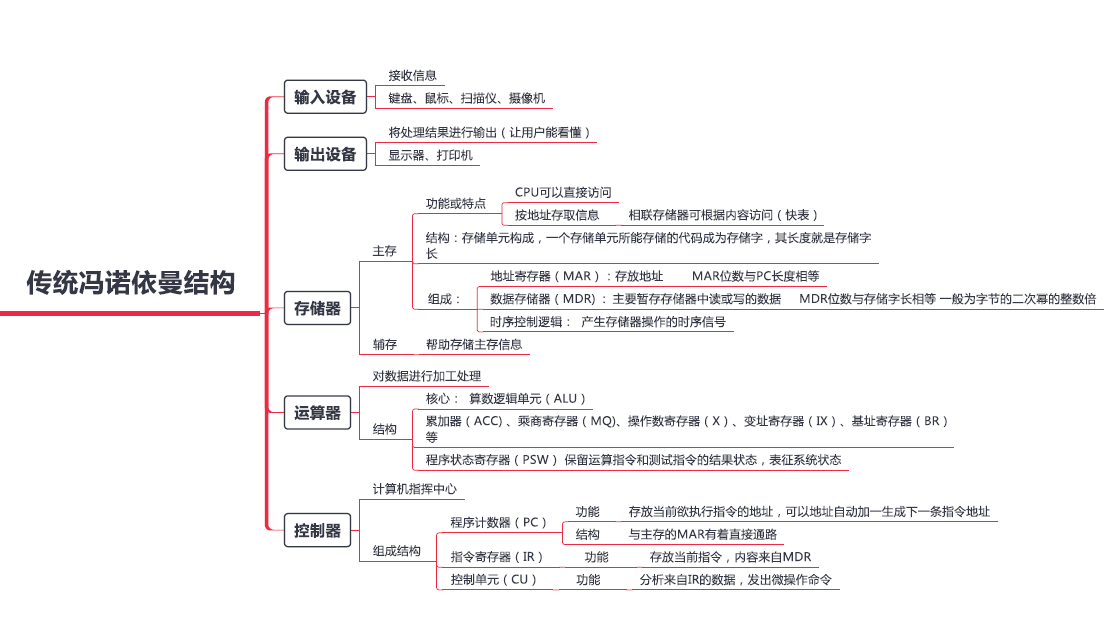 传统冯诺依曼结构
输入设备
接收信息
键盘、鼠标、扫描仪、摄像机
输出设备
将处理结果进行输出（让用户能看懂）
显示器、打印机
存储器
主存
功能或特点
CPU可以直接访问
按地址存取信息 相联存储器可根据内容访问（快表）
结构：存储单元构成，一个存储单元所能存储的代码成为存储字，其长度就是存储字
长
组成：
地址寄存器（MAR）：存放地址 MAR位数与PC长度相等
数据存储器（MDR)： 主要暂存存储器中读或写的数据 MDR位数与存储字长相等 一般为字节的二次幂的整数倍
时序控制逻辑： 产生存储器操作的时序信号
辅存 帮助存储主存信息
运算器
对数据进行加工处理
结构
核心： 算数逻辑单元（ALU）
累加器（ACC)、乘商寄存器（MQ)、操作数寄存器（X）、变址寄存器（IX）、基址寄存器（BR）
等
程序状态寄存器（PSW） 保留运算指令和测试指令的结果状态，表征系统状态
控制器
计算机指挥中心
组成结构
程序计数器（PC）
功能 存放当前欲执行指令的地址，可以地址自动加一生成下一条指令地址
结构 与主存的MAR有着直接通路
指令寄存器（IR） 功能 存放当前指令，内容来自MDR
控制单元（CU） 功能 分析来自IR的数据，发出微操作命令